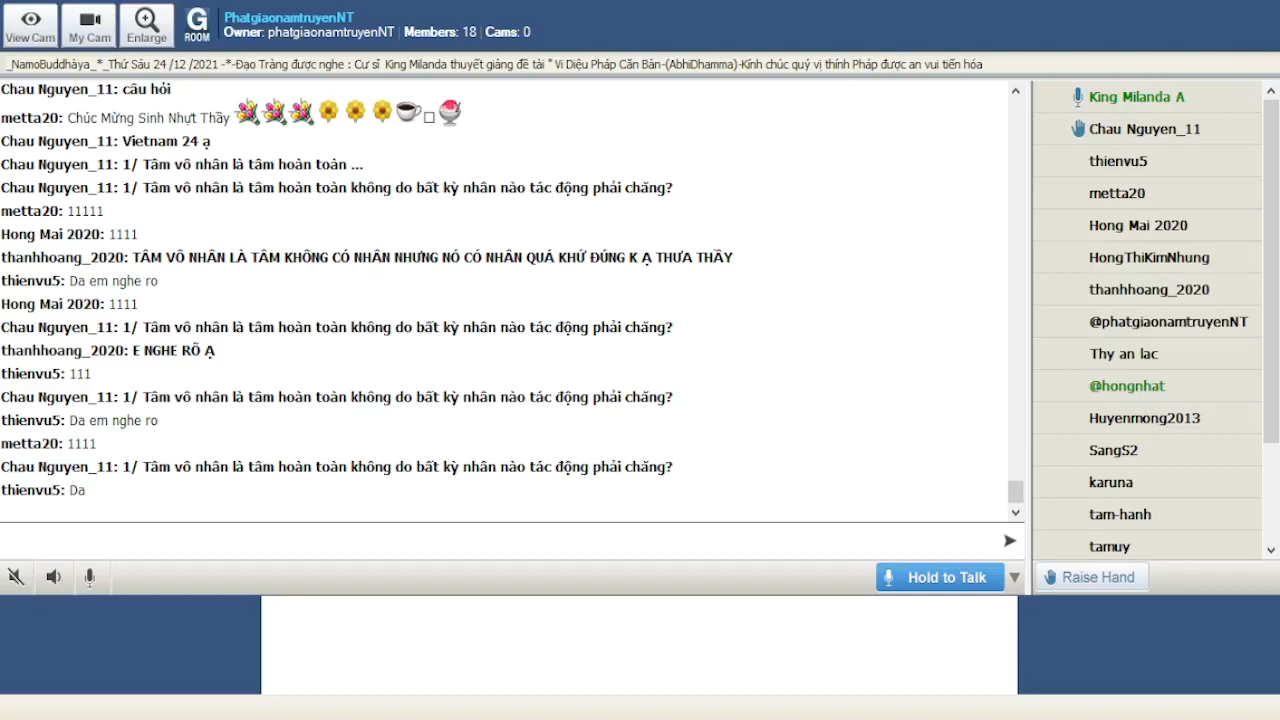 View Cam
My Cam
Enlarge
G
ROOM
PhatgiaonamtruyenNT
Owner: phatgiaonamtruyenNT | Members: 18 | Cams: 0
_NamoBuddhàya_*_Thứ Sáu 24 /12 /2021 -*-Đạo Tràng được nghe : Cư sĩ King Milanda thuyết giảng đề tài " Vi Diệu Pháp Căn Bản-(AbhiDhamma)-Kính chúc quý vị thính Pháp được an vui tiến hóa
Chau Nguyen_11: câu hỏi
metta20: Chúc Mừng Sinh Nhựt Thầy
Chau Nguyen_11: Vietnam 24 ạ
Chau Nguyen_11: 1/ Tâm vô nhân là tâm hoàn toàn ...
Chau Nguyen_11: 1/ Tâm vô nhân là tâm hoàn toàn không do bất kỳ nhân nào tác động phải chăng?
metta20: 11111
Hong Mai 2020: 1111
thanhhoang_2020: TÂM VÔ NHÂN LÀ TÂM KHÔNG CÓ NHÂN NHƯNG NÓ CÓ NHÂN QUÁ KHỨ ĐÚNG K Ạ THƯA THẦY
thienvu5: Da em nghe ro
Hong Mai 2020: 1111
Chau Nguyen_11: 1/ Tâm vô nhân là tâm hoàn toàn không do bất kỳ nhân nào tác động phải chăng?
thanhhoang_2020: E NGHE RÕ Ạ
thienvu5: 111
Chau Nguyen_11: 1/ Tâm vô nhân là tâm hoàn toàn không do bất kỳ nhân nào tác động phải chăng?
thienvu5: Da em nghe ro
metta20: 1111
Chau Nguyen_11: 1/ Tâm vô nhân là tâm hoàn toàn không do bất kỳ nhân nào tác động phải chăng?
thienvu5: Da
King Milanda A
Chau Nguyen_11
thienvu5
metta20
Hong Mai 2020
HongThiKimNhung
thanhhoang_2020
@phatgiaonamtruyenNT
Thy an lac
@hongnhat
Huyenmong2013
SangS2
karuna
tam-hanh
tamuy
Hold to Talk
Raise Hand